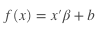 f(x) = x′β + b